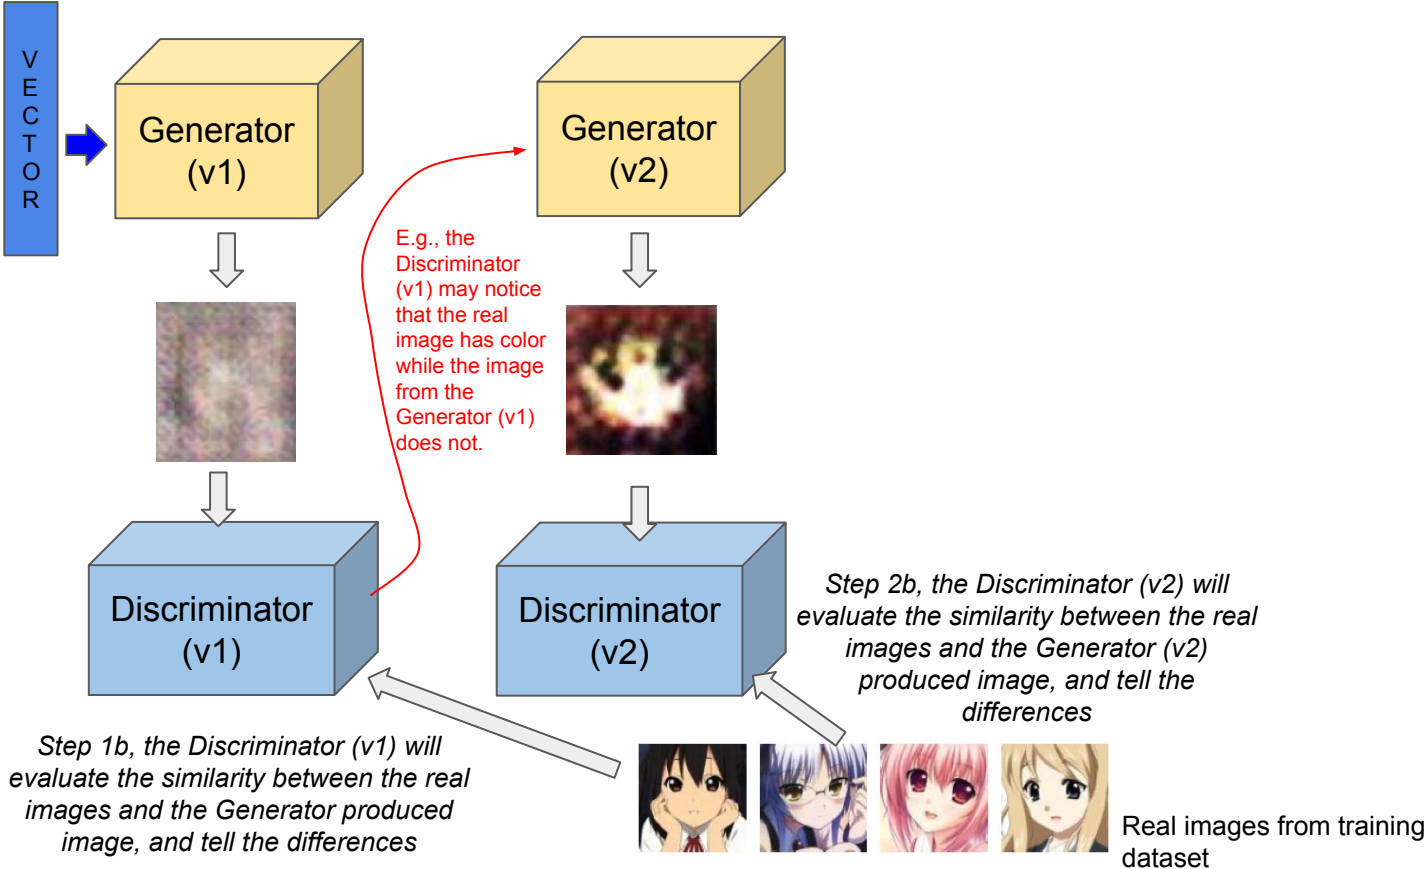 VECTOR
Generator
(v1)
Generator
(v2)
E.g., the
Discriminator
(v1) may notice
that the real
image has color
while the image
from the
Generator (v1)
does not.
Discriminator
(v1)
Discriminator
(v2)
Step 2b, the Discriminator (v2) will
evaluate the similarity between the real
images and the Generator (v2)
produced image, and tell the
differences
Step 1b, the Discriminator (v1) will
evaluate the similarity between the real
images and the Generator produced
image, and tell the differences
Real images from training
dataset